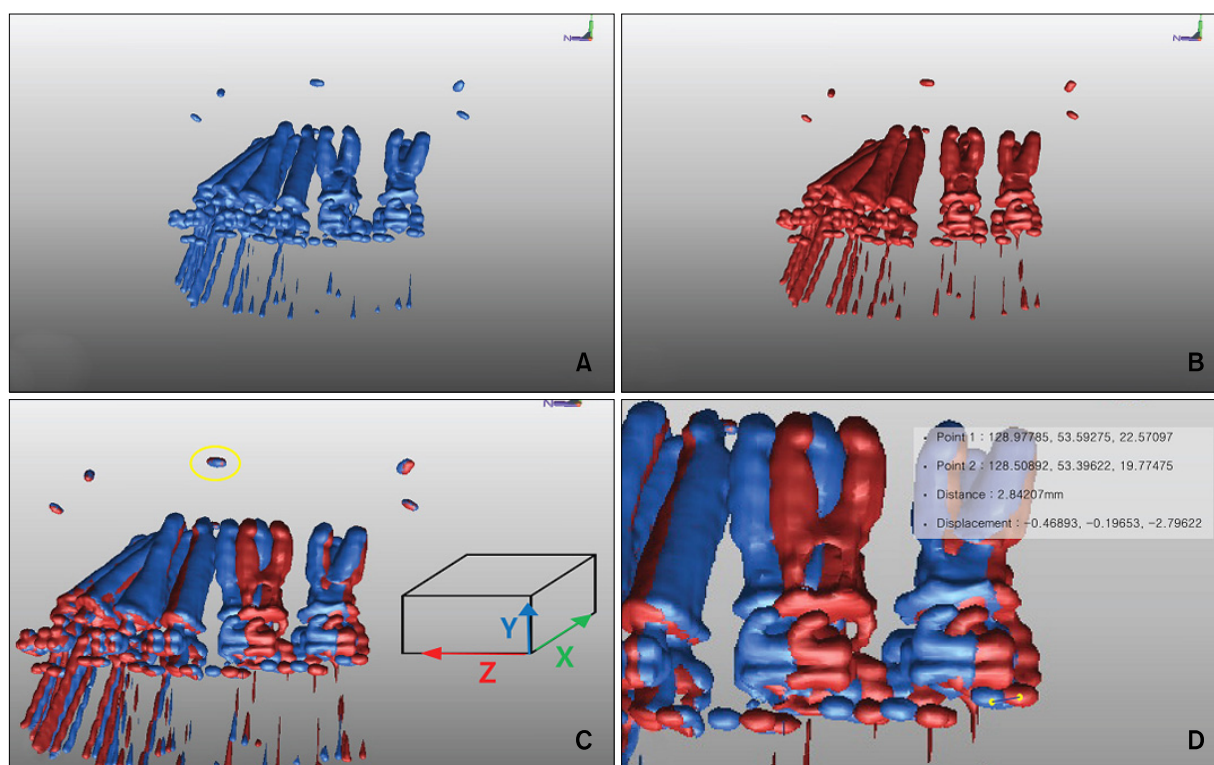 A
B
Y
X
Z
C
• Point 1 : 128.97785, 53.59275, 22.57097
• Point 2 : 128.50892, 53.39622, 19.77475
• Distance : 2.84207mm
• Displacement : −0.46893, −0.19653, −2.79622
D